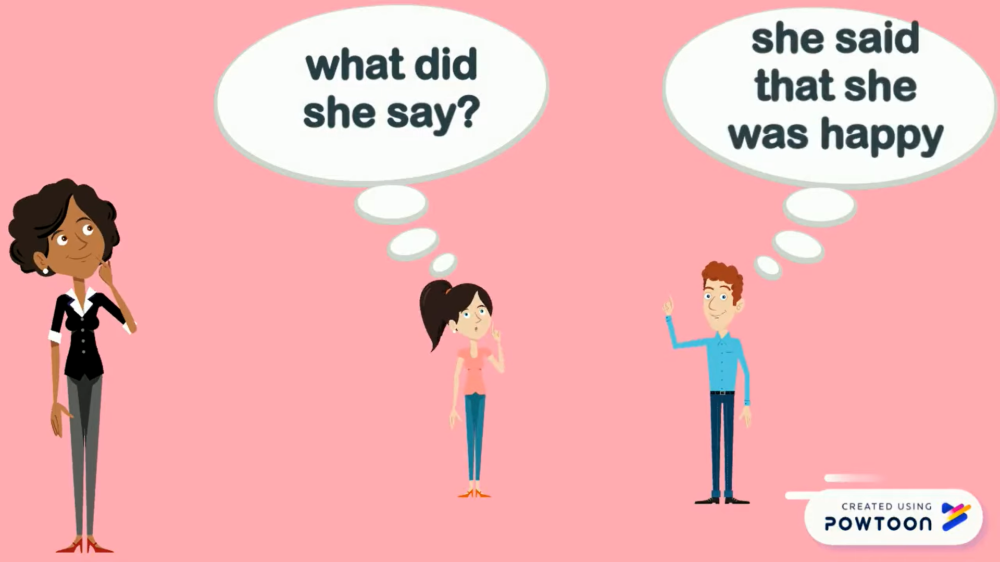 what did
she say?
she said
that she
was happy
CREATED USING
POWTOON